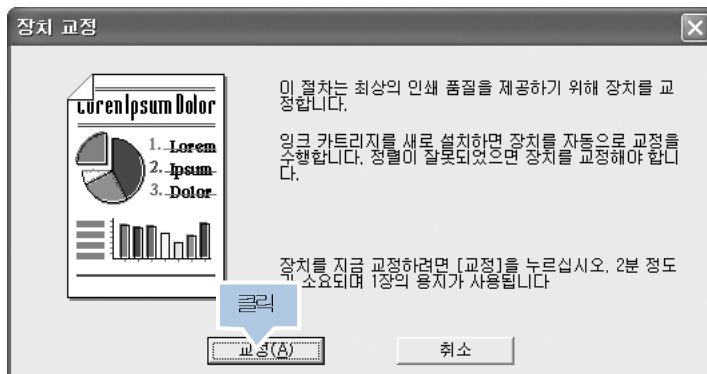 장치 교정
Lorem Ipsum Dolor
1. Lorem
2. Ipsum
3. Dolor
이 절차는 최상의 인쇄 품질을 제공하기 위해 장치를 교
정합니다.
잉크 카트리지를 새로 설치하면 장치를 자동으로 교정을
수행합니다. 정렬이 잘못되었으면 장치를 교정해야 합니
다.
장치를 지금 교정하려면 [교정]을 누르십시오. 2분 정도
소요되며 1장의 용지가 사용됩니다
클릭
교정(A)
취소